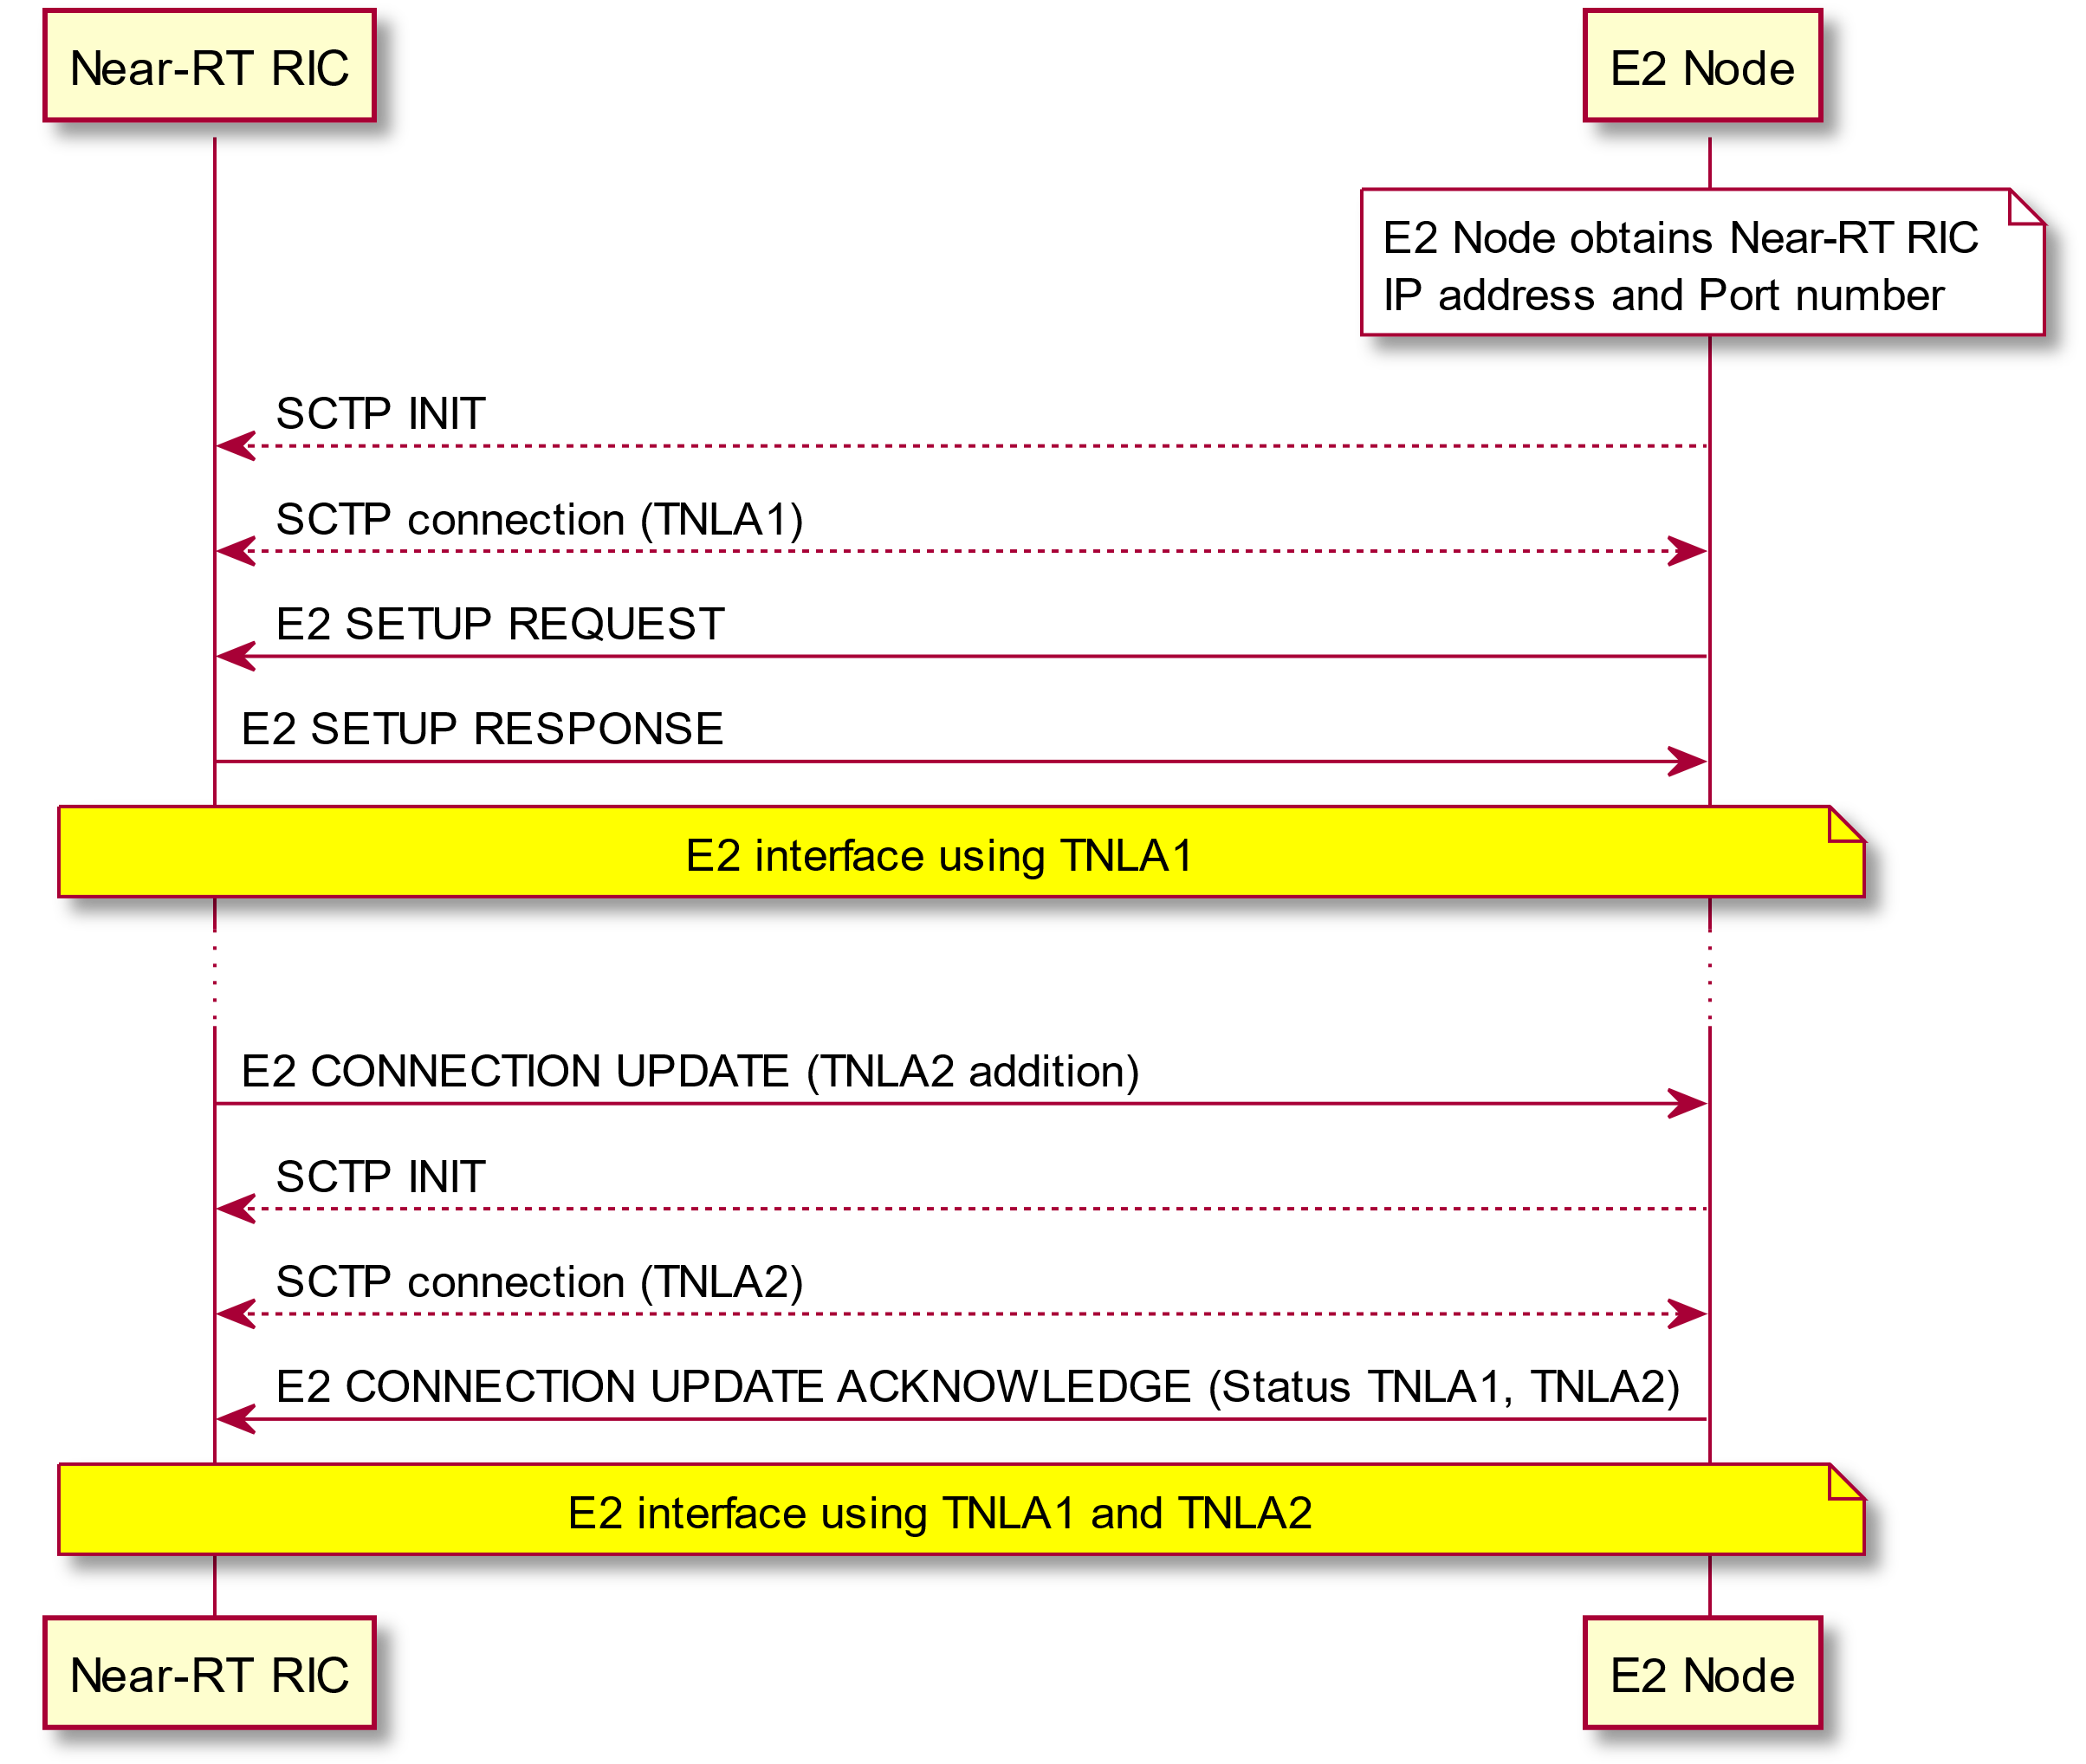 Near-RT RIC
E2 Node
E2 Node obtains Near-RT RIC
IP address and Port number
SCTP INIT
SCTP connection (TNLA1)
E2 SETUP REQUEST
E2 SETUP RESPONSE
E2 interface using TNLA1
E2 CONNECTION UPDATE (TNLA2 addition)
SCTP INIT
SCTP connection (TNLA2)
E2 CONNECTION UPDATE ACKNOWLEDGE (Status TNLA1, TNLA2)
E2 interface using TNLA1 and TNLA2
Near-RT RIC
E2 Node